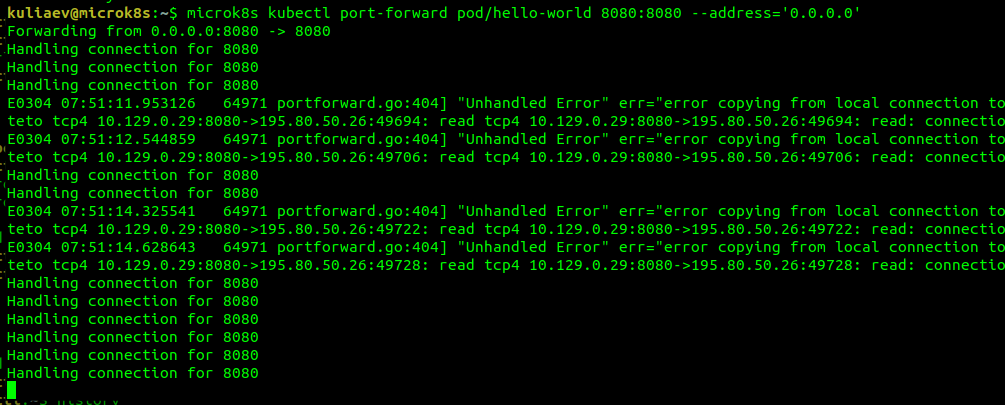 kuliaev@microk8s:~$ microk8s kubectl port-forward pod/hello-world 8080:8080 --address='0.0.0.0'
Forwarding from 0.0.0.0:8080 -> 8080
Handling connection for 8080
Handling connection for 8080
Handling connection for 8080
E0304 07:51:11.953126   64971 portforward.go:404] "Unhandled Error" err="error copying from local connection to
teto tcp4 10.129.0.29:8080->195.80.50.26:49694: read tcp4 10.129.0.29:8080->195.80.50.26:49694: read: connectio
E0304 07:51:12.544859   64971 portforward.go:404] "Unhandled Error" err="error copying from local connection to
teto tcp4 10.129.0.29:8080->195.80.50.26:49706: read tcp4 10.129.0.29:8080->195.80.50.26:49706: read: connectio
Handling connection for 8080
Handling connection for 8080
E0304 07:51:14.325541   64971 portforward.go:404] "Unhandled Error" err="error copying from local connection to
teto tcp4 10.129.0.29:8080->195.80.50.26:49722: read tcp4 10.129.0.29:8080->195.80.50.26:49722: read: connectio
E0304 07:51:14.628643   64971 portforward.go:404] "Unhandled Error" err="error copying from local connection to
teto tcp4 10.129.0.29:8080->195.80.50.26:49728: read tcp4 10.129.0.29:8080->195.80.50.26:49728: read: connectio
Handling connection for 8080
Handling connection for 8080
Handling connection for 8080
Handling connection for 8080
Handling connection for 8080
Handling connection for 8080